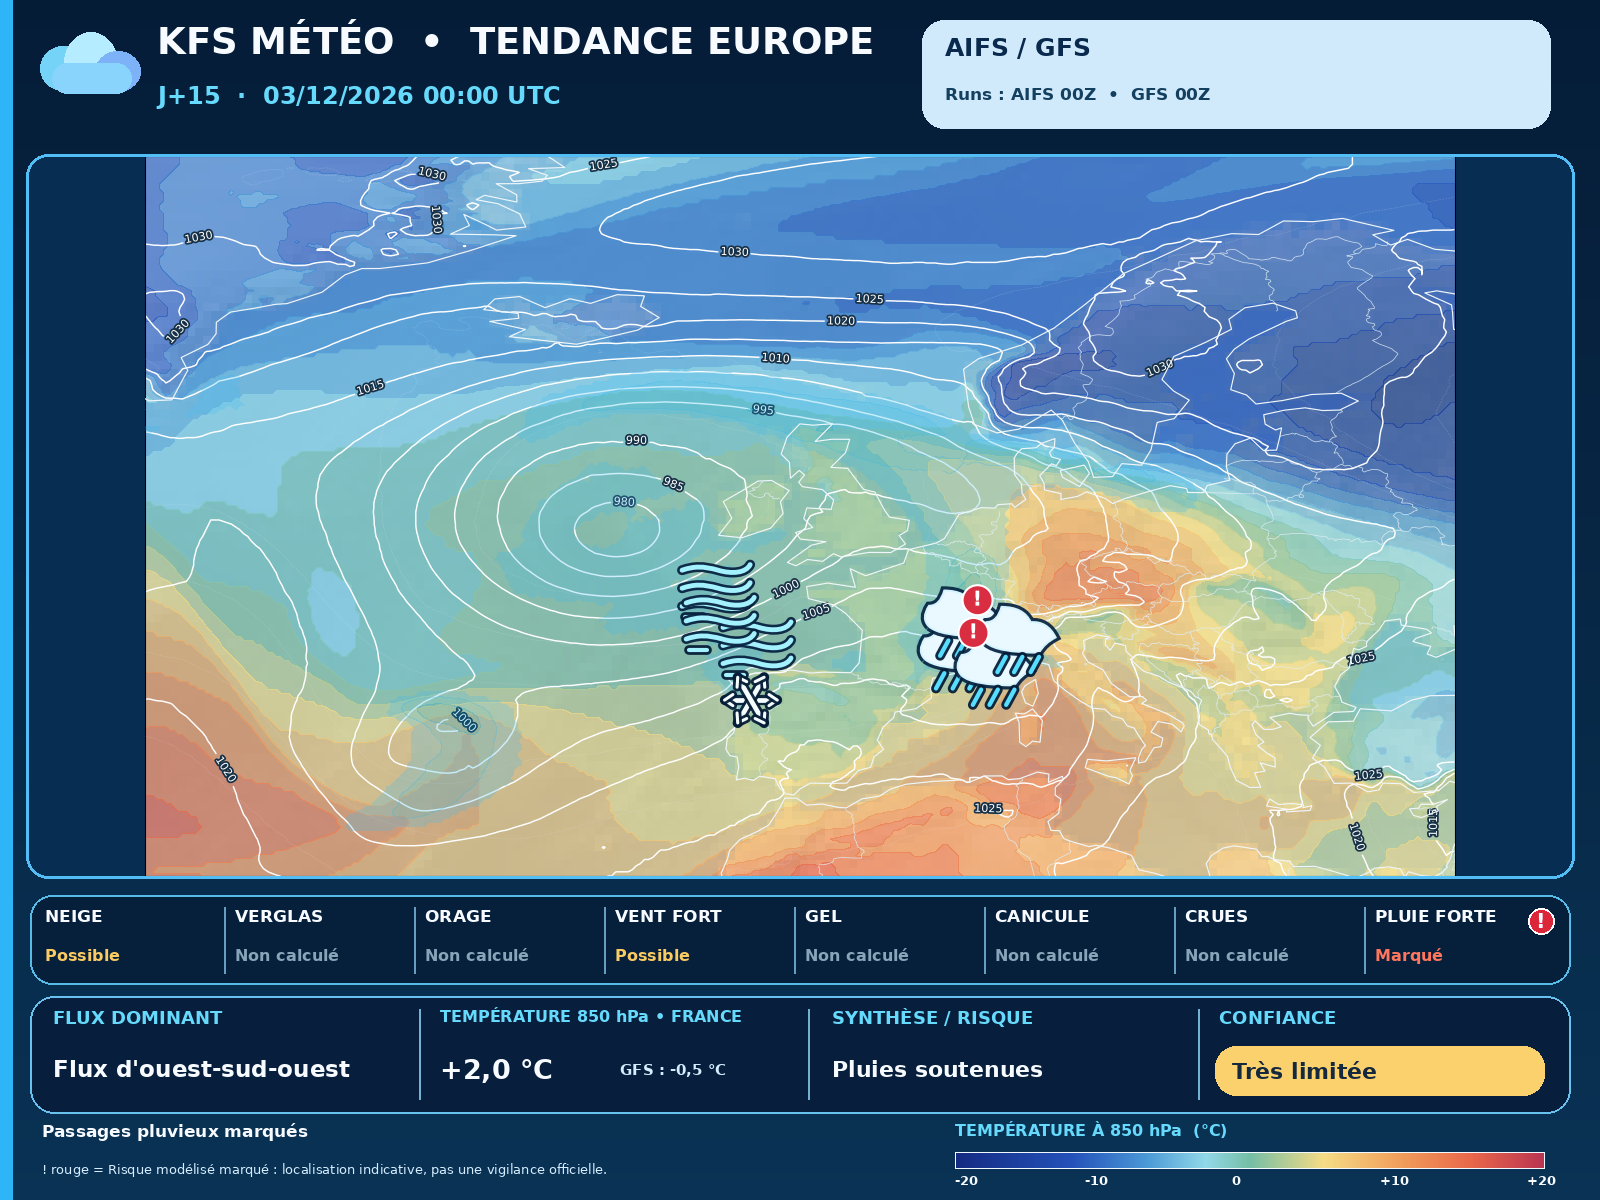 KFS MÉTÉO • TENDANCE EUROPE
J+15 · 03/12/2026 00:00 UTC
AIFS / GFS
Runs : AIFS 00Z • GFS 00Z
1025
1030
1030
1030
1030
1030
1025
1020
1010
1015
1030
995
990
985
980
1000
1005
!
!
1025
1000
1020
1025
1025
1020
1015
NEIGE
Possible
VERGLAS
Non calculé
ORAGE
Non calculé
VENT FORT
Possible
GEL
Non calculé
CANICULE
Non calculé
CRUES
Non calculé
PLUIE FORTE !
Marqué
FLUX DOMINANT
Flux d'ouest-sud-ouest
TEMPÉRATURE 850 hPa • FRANCE
+2,0 °C GFS : -0,5 °C
SYNTHÈSE / RISQUE
Pluies soutenues
CONFIANCE
Très limitée
Passages pluvieux marqués
! rouge = Risque modélisé marqué : localisation indicative, pas une vigilance officielle.
TEMPÉRATURE À 850 hPa (°C)
-20 -10 0 +10 +20